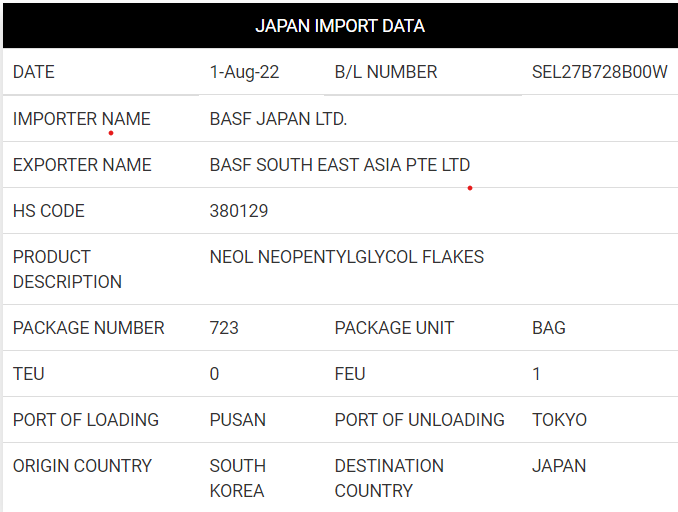 JAPAN IMPORT DATA
DATE 1-Aug-22 B/L NUMBER SEL27B728B00W
IMPORTER NAME BASF JAPAN LTD.
EXPORTER NAME BASF SOUTH EAST ASIA PTE LTD
HS CODE 380129
PRODUCT DESCRIPTION NEOL NEOPENTYLGLYCOL FLAKES
PACKAGE NUMBER 723 PACKAGE UNIT BAG
TEU 0 FEU 1
PORT OF LOADING PUSAN PORT OF UNLOADING TOKYO
ORIGIN COUNTRY SOUTH KOREA DESTINATION COUNTRY JAPAN